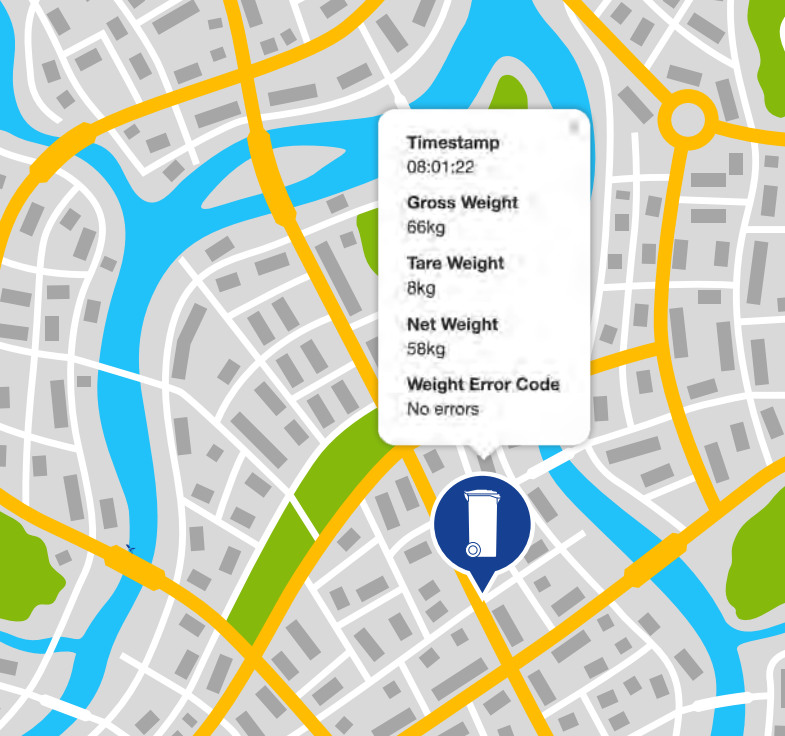 Timestamp
08:01:22
Gross Weight
66kg
Tare Weight
8kg
Net Weight
58kg
Weight Error Code
No errors